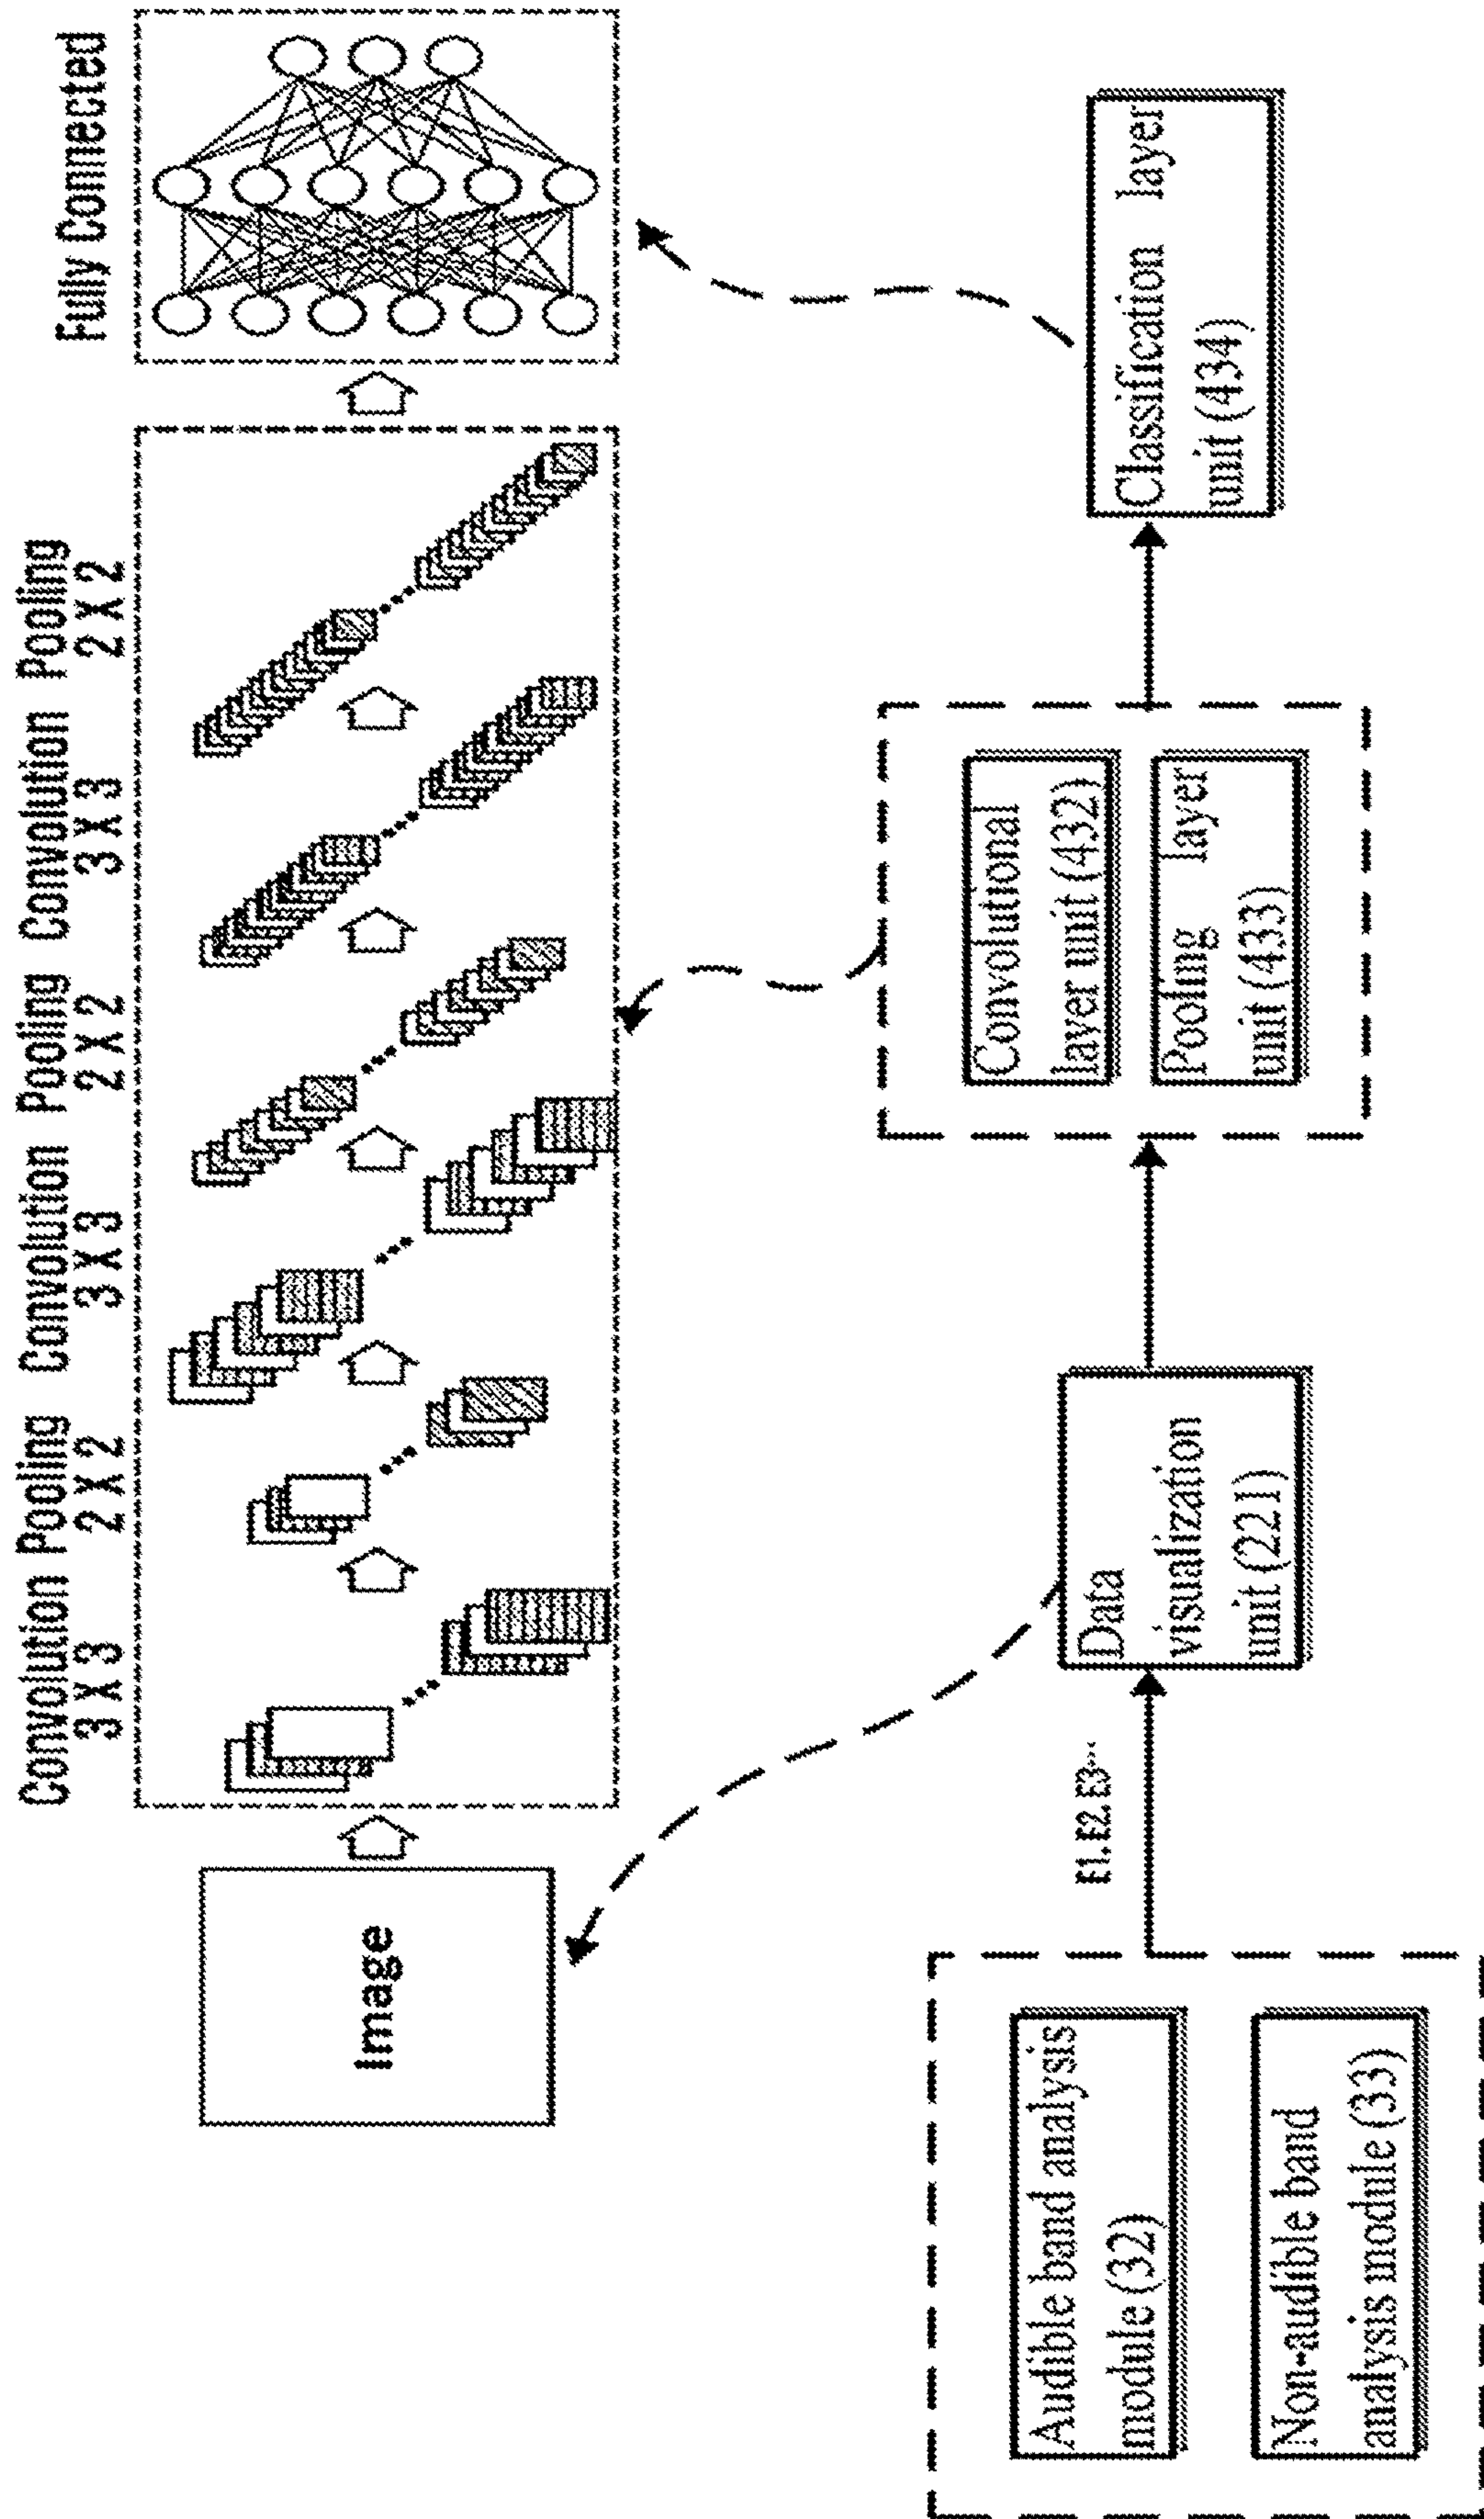 Convolution Pooling Convolution Pooling Convolution Pooling
3 X 3 2 X 2 3 X 3 2 X 2 3 X 3 2 X 2
Fully Connected
Image
Audible band analysis
module (32)
Non-audible band
analysis module (33)
E1, E2, E3...
Data
visualization
unit (221)
Convolutional
layer unit (432)
Pooling layer
unit (433)
Classification layer
unit (434)